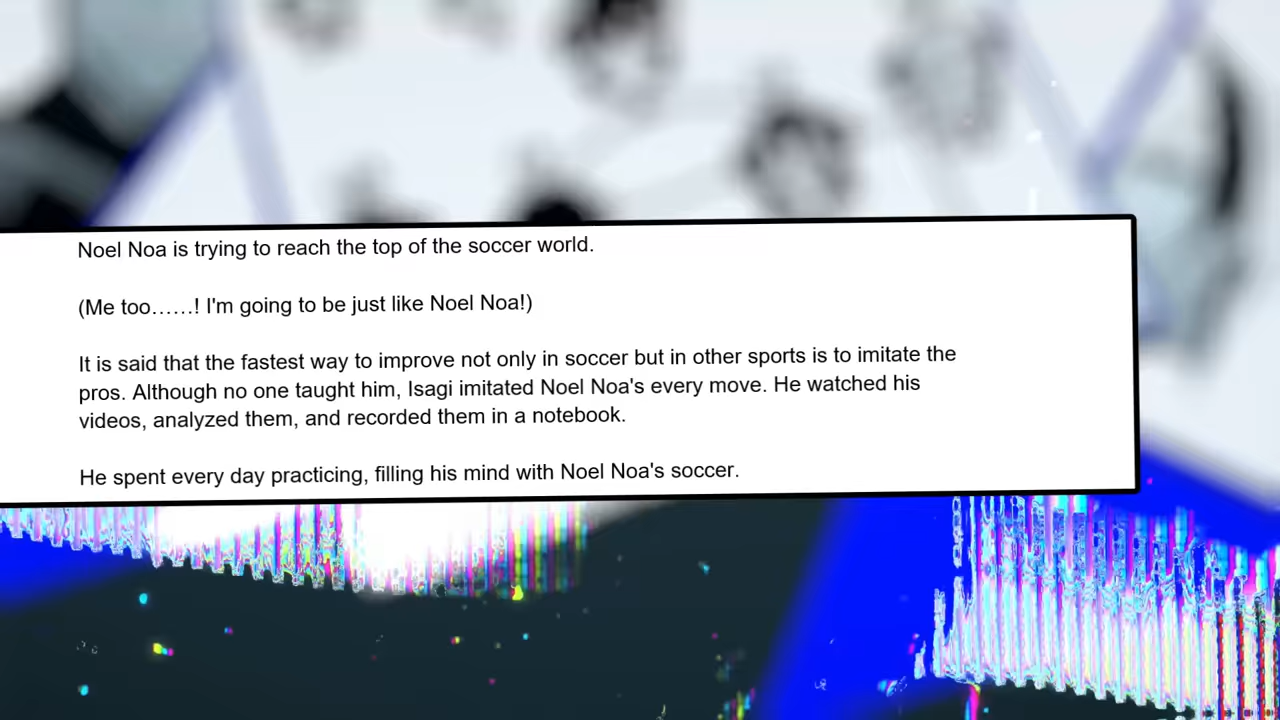 Noel Noa is trying to reach the top of the soccer world.
(Me too……! I'm going to be just like Noel Noa!)
It is said that the fastest way to improve not only in soccer but in other sports is to imitate the
pros. Although no one taught him, Isagi imitated Noel Noa's every move. He watched his
videos, analyzed them, and recorded them in a notebook.
He spent every day practicing, filling his mind with Noel Noa's soccer.